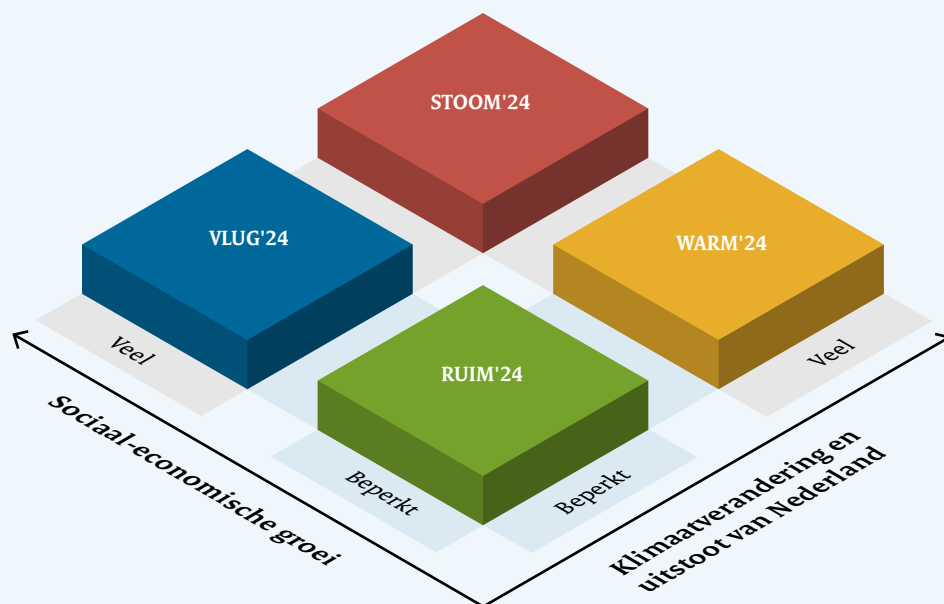 STOOM'24
VLUG'24
WARM'24
RUIM'24
Veel
Veel
Beperkt
Beperkt
Sociaal-economische groei
Klimaatverandering en
uitstoot van Nederland